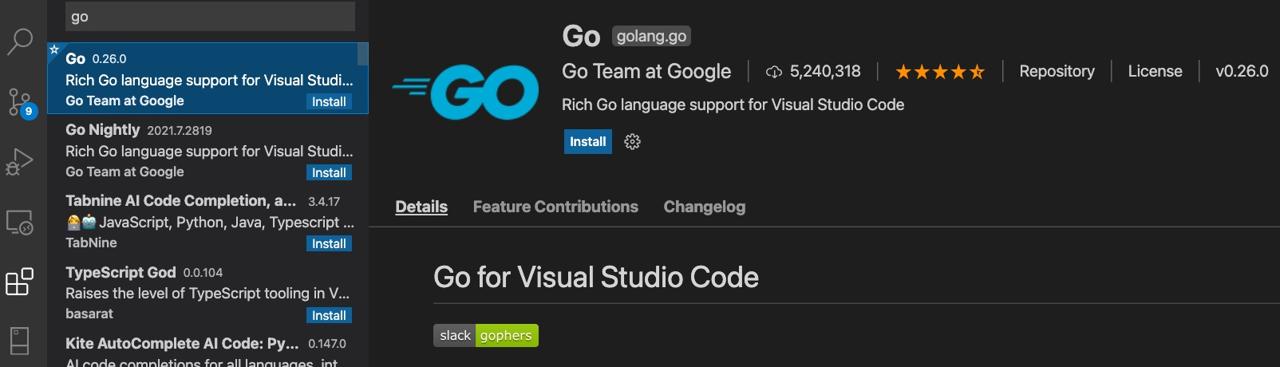 go
9
Go 0.26.0
Rich Go language support for Visual Studi...
Go Team at Google Install
Go Nightly 2021.7.2819
Rich Go language support for Visual Studi...
Go Team at Google Install
Tabnine AI Code Completion, a... 3.4.17
JavaScript, Python, Java, Typescript ...
TabNine Install
TypeScript God 0.0.104
Raises the level of TypeScript tooling in V...
basarat Install
Kite AutoComplete AI Code: Py... 0.147.0
AI code completions for all languages, int
GO
Go golang.go
Go Team at Google 5,240,318 Repository License v0.26.0
Rich Go language support for Visual Studio Code
Install
Details Feature Contributions Changelog
Go for Visual Studio Code
slack gophers